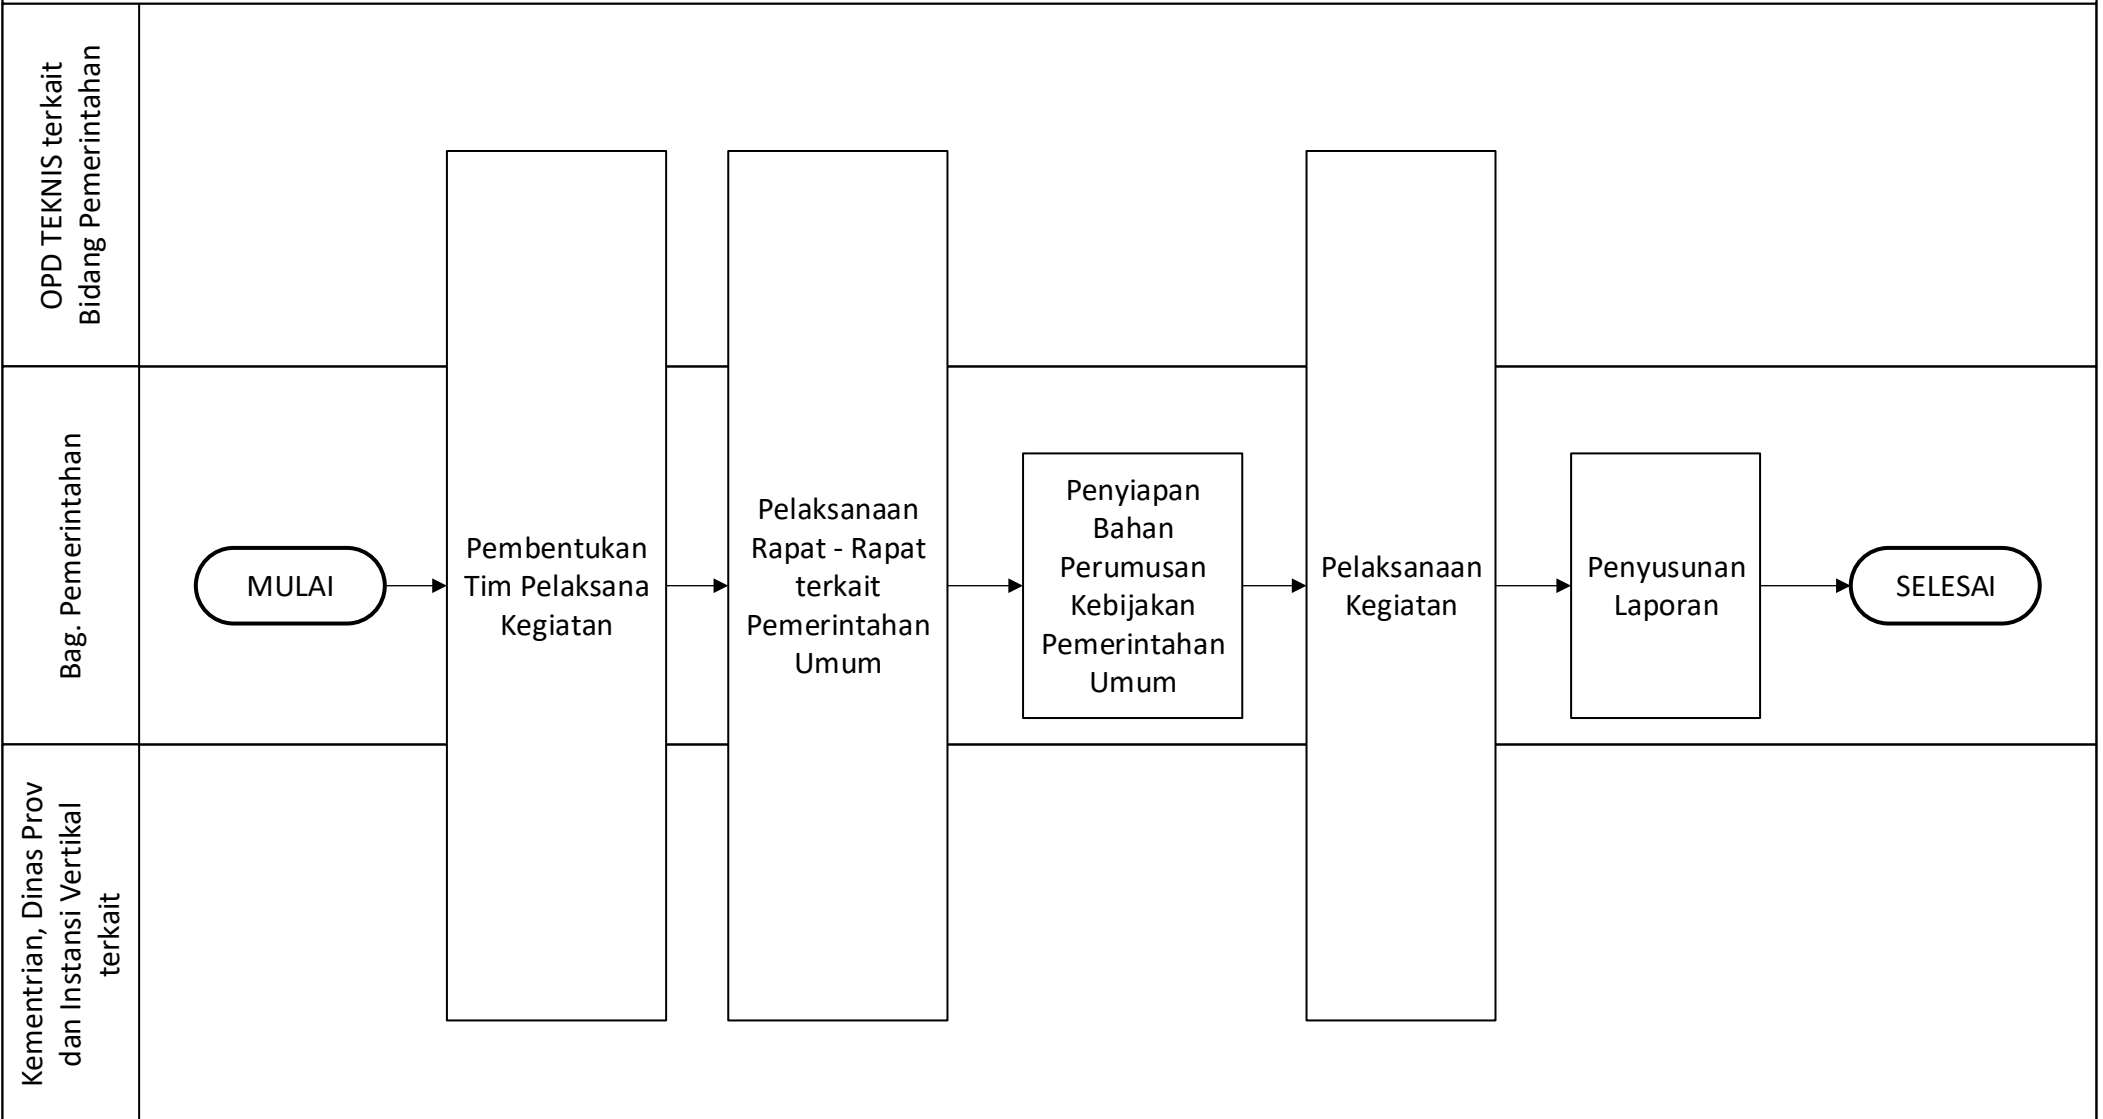 OPD TEKNIS terkait
Bidang Pemerintahan
Bag. Pemerintahan
MULAI
Pembentukan
Tim Pelaksana
Kegiatan
Pelaksanaan
Rapat - Rapat
terkait
Pemerintahan
Umum
Penyiapan
Bahan
Perumusan
Kebijakan
Pemerintahan
Umum
Pelaksanaan
Kegiatan
Penyusunan
Laporan
SELESAI
Kementrian, Dinas Prov
dan Instansi Vertikal
terkait